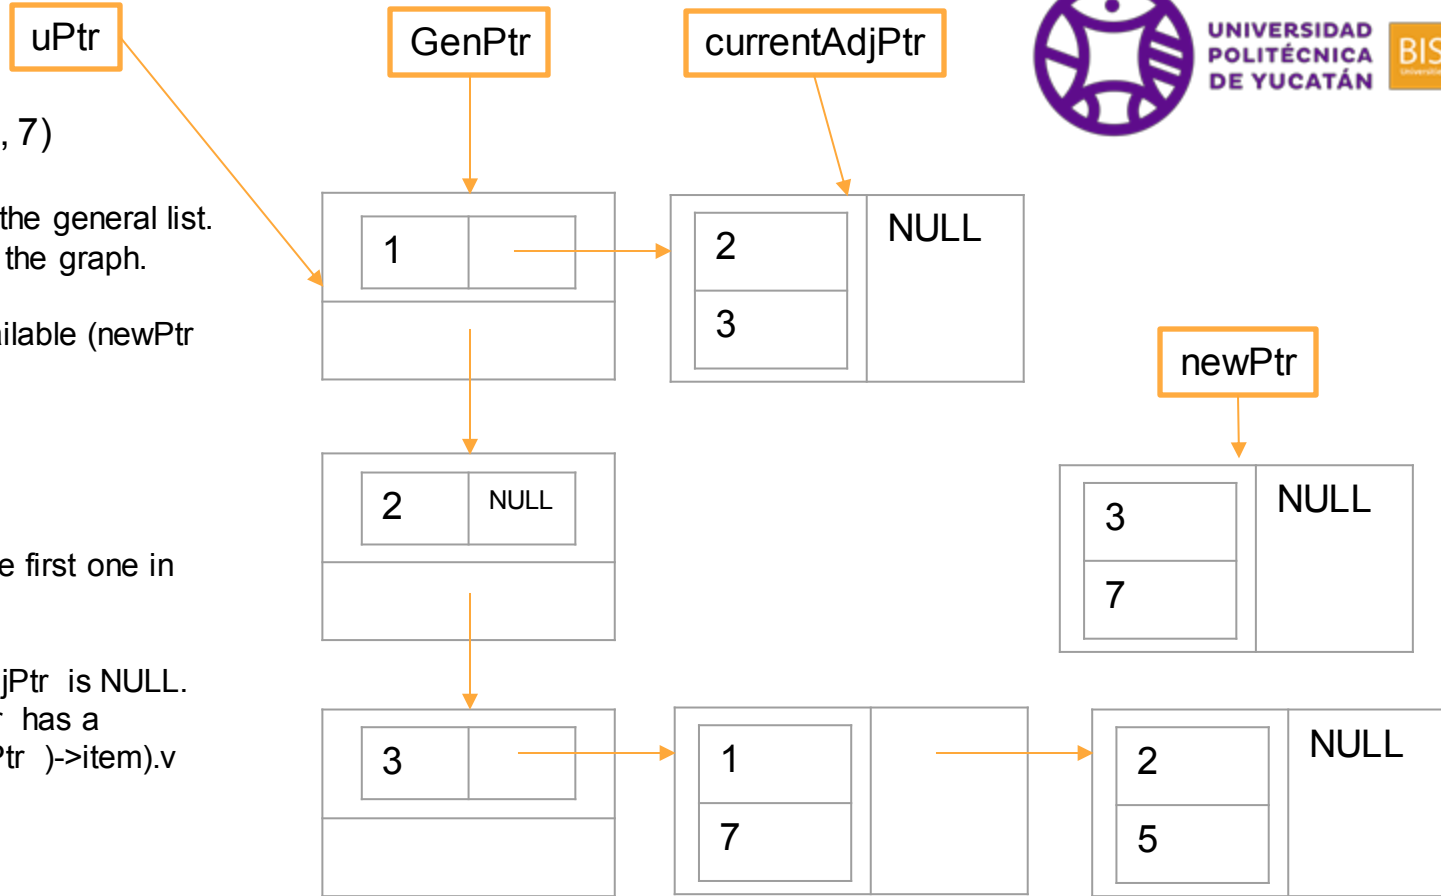 uPtr
GenPtr
currentAdjPtr
UNIVERSIDAD
POLITÉCNICA
DE YUCATÁN
BIS
, 7)
the general list.
the graph.
1
2
3
NULL
ailable (newPtr
newPtr
2
NULL
3
7
NULL
e first one in
jPtr is NULL.
r has a
Ptr )->item).v
3
1
7
2
5
NULL